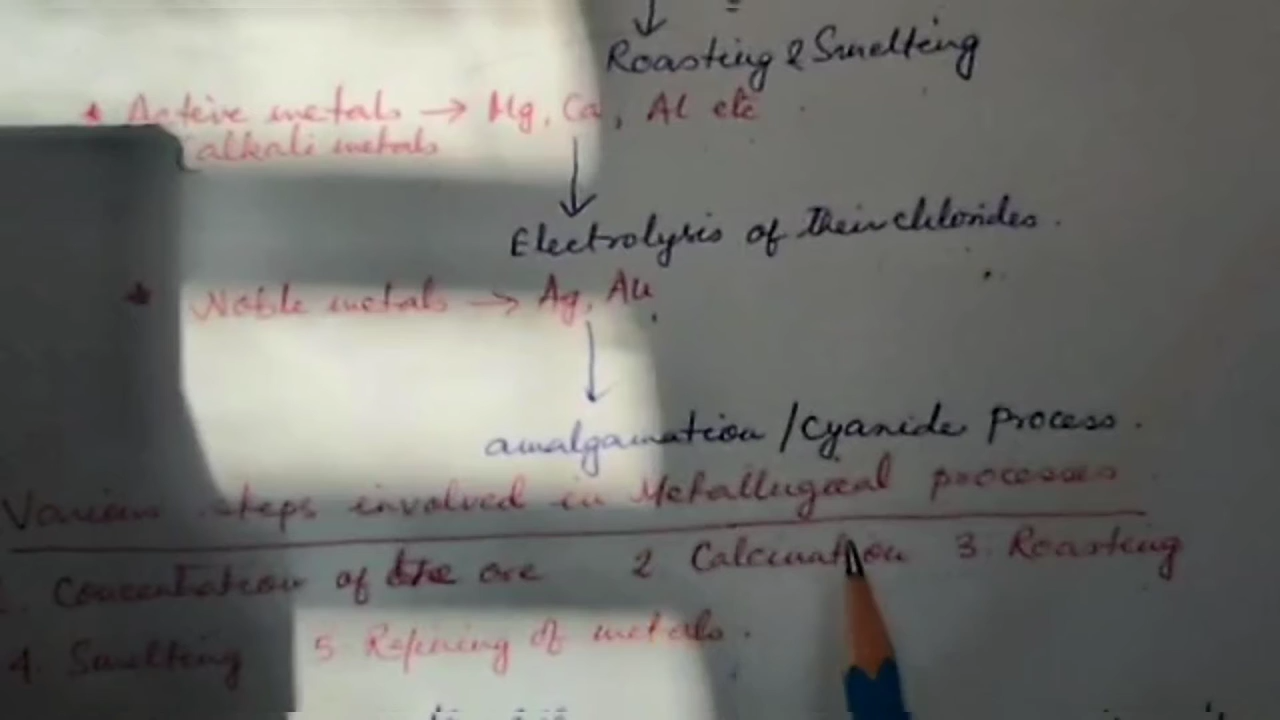 Roasting & Smelting
* Active metals → Mg, Ca, Al etc
(alkali metals
Electrolysis of their chlorides.
* Noble metals → Ag, Au
amalgamation / Cyanide Process.
Various steps involved in Metallugical processes
1. Concentration of the ore 2 Calcination 3. Roasting
4. Smelting 5 Refining of metals.